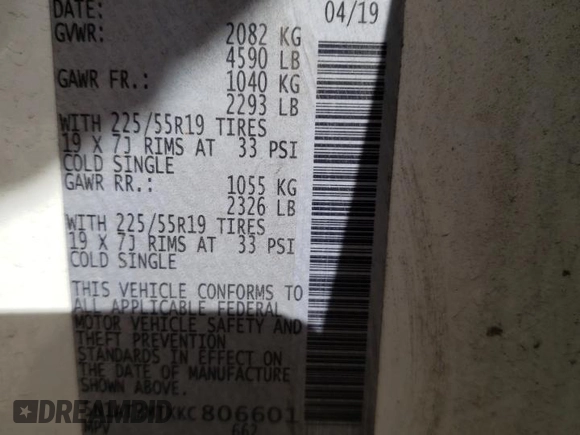 DATE: 04/19
GVWR: 2082 KG
4590 LB
GAWR FR.: 1040 KG
2293 LB
WITH 225/55R19 TIRES
19 X 7J RIMS AT 33 PSI
COLD SINGLE
GAWR RR.: 1055 KG
2326 LB
WITH 225/55R19 TIRES
19 X 7J RIMS AT 33 PSI
COLD SINGLE
THIS VEHICLE CONFORMS TO
ALL APPLICABLE FEDERAL
MOTOR VEHICLE SAFETY AND
THEFT PREVENTION
STANDARDS IN EFFECT ON
THE DATE OF MANUFACTURE
SHOWN ABOVE.
806601
MPV 662
DREAMBID